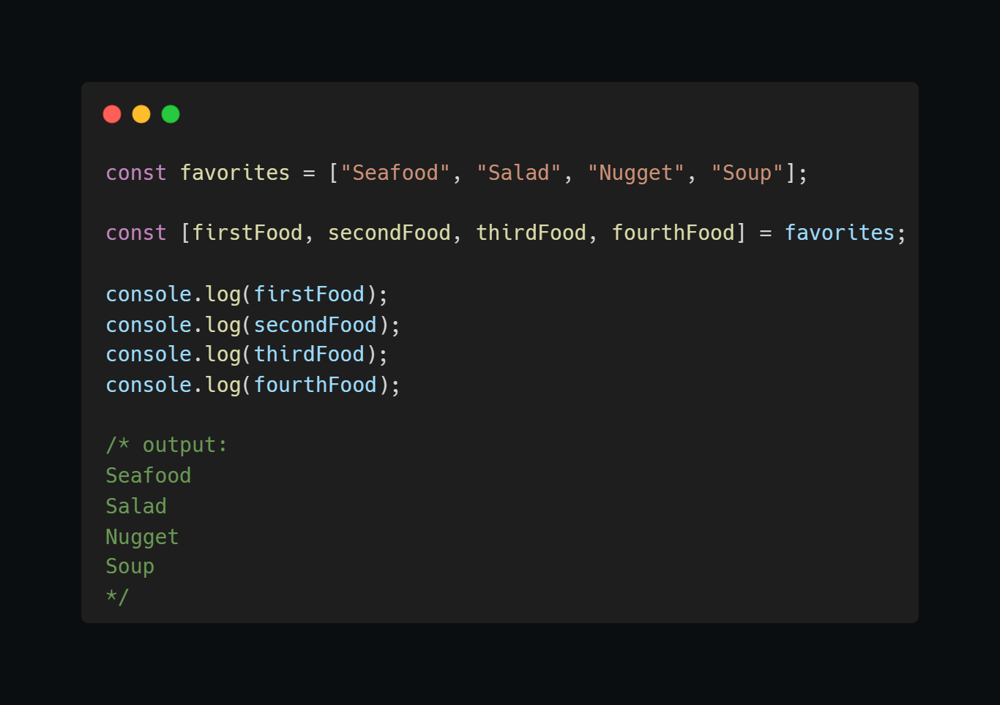 const favorites = ["Seafood", "Salad", "Nugget", "Soup"];
const [firstFood, secondFood, thirdFood, fourthFood] = favorites;
console.log(firstFood);
console.log(secondFood);
console.log(thirdFood);
console.log(fourthFood);
/* output:
Seafood
Salad
Nugget
Soup
*/